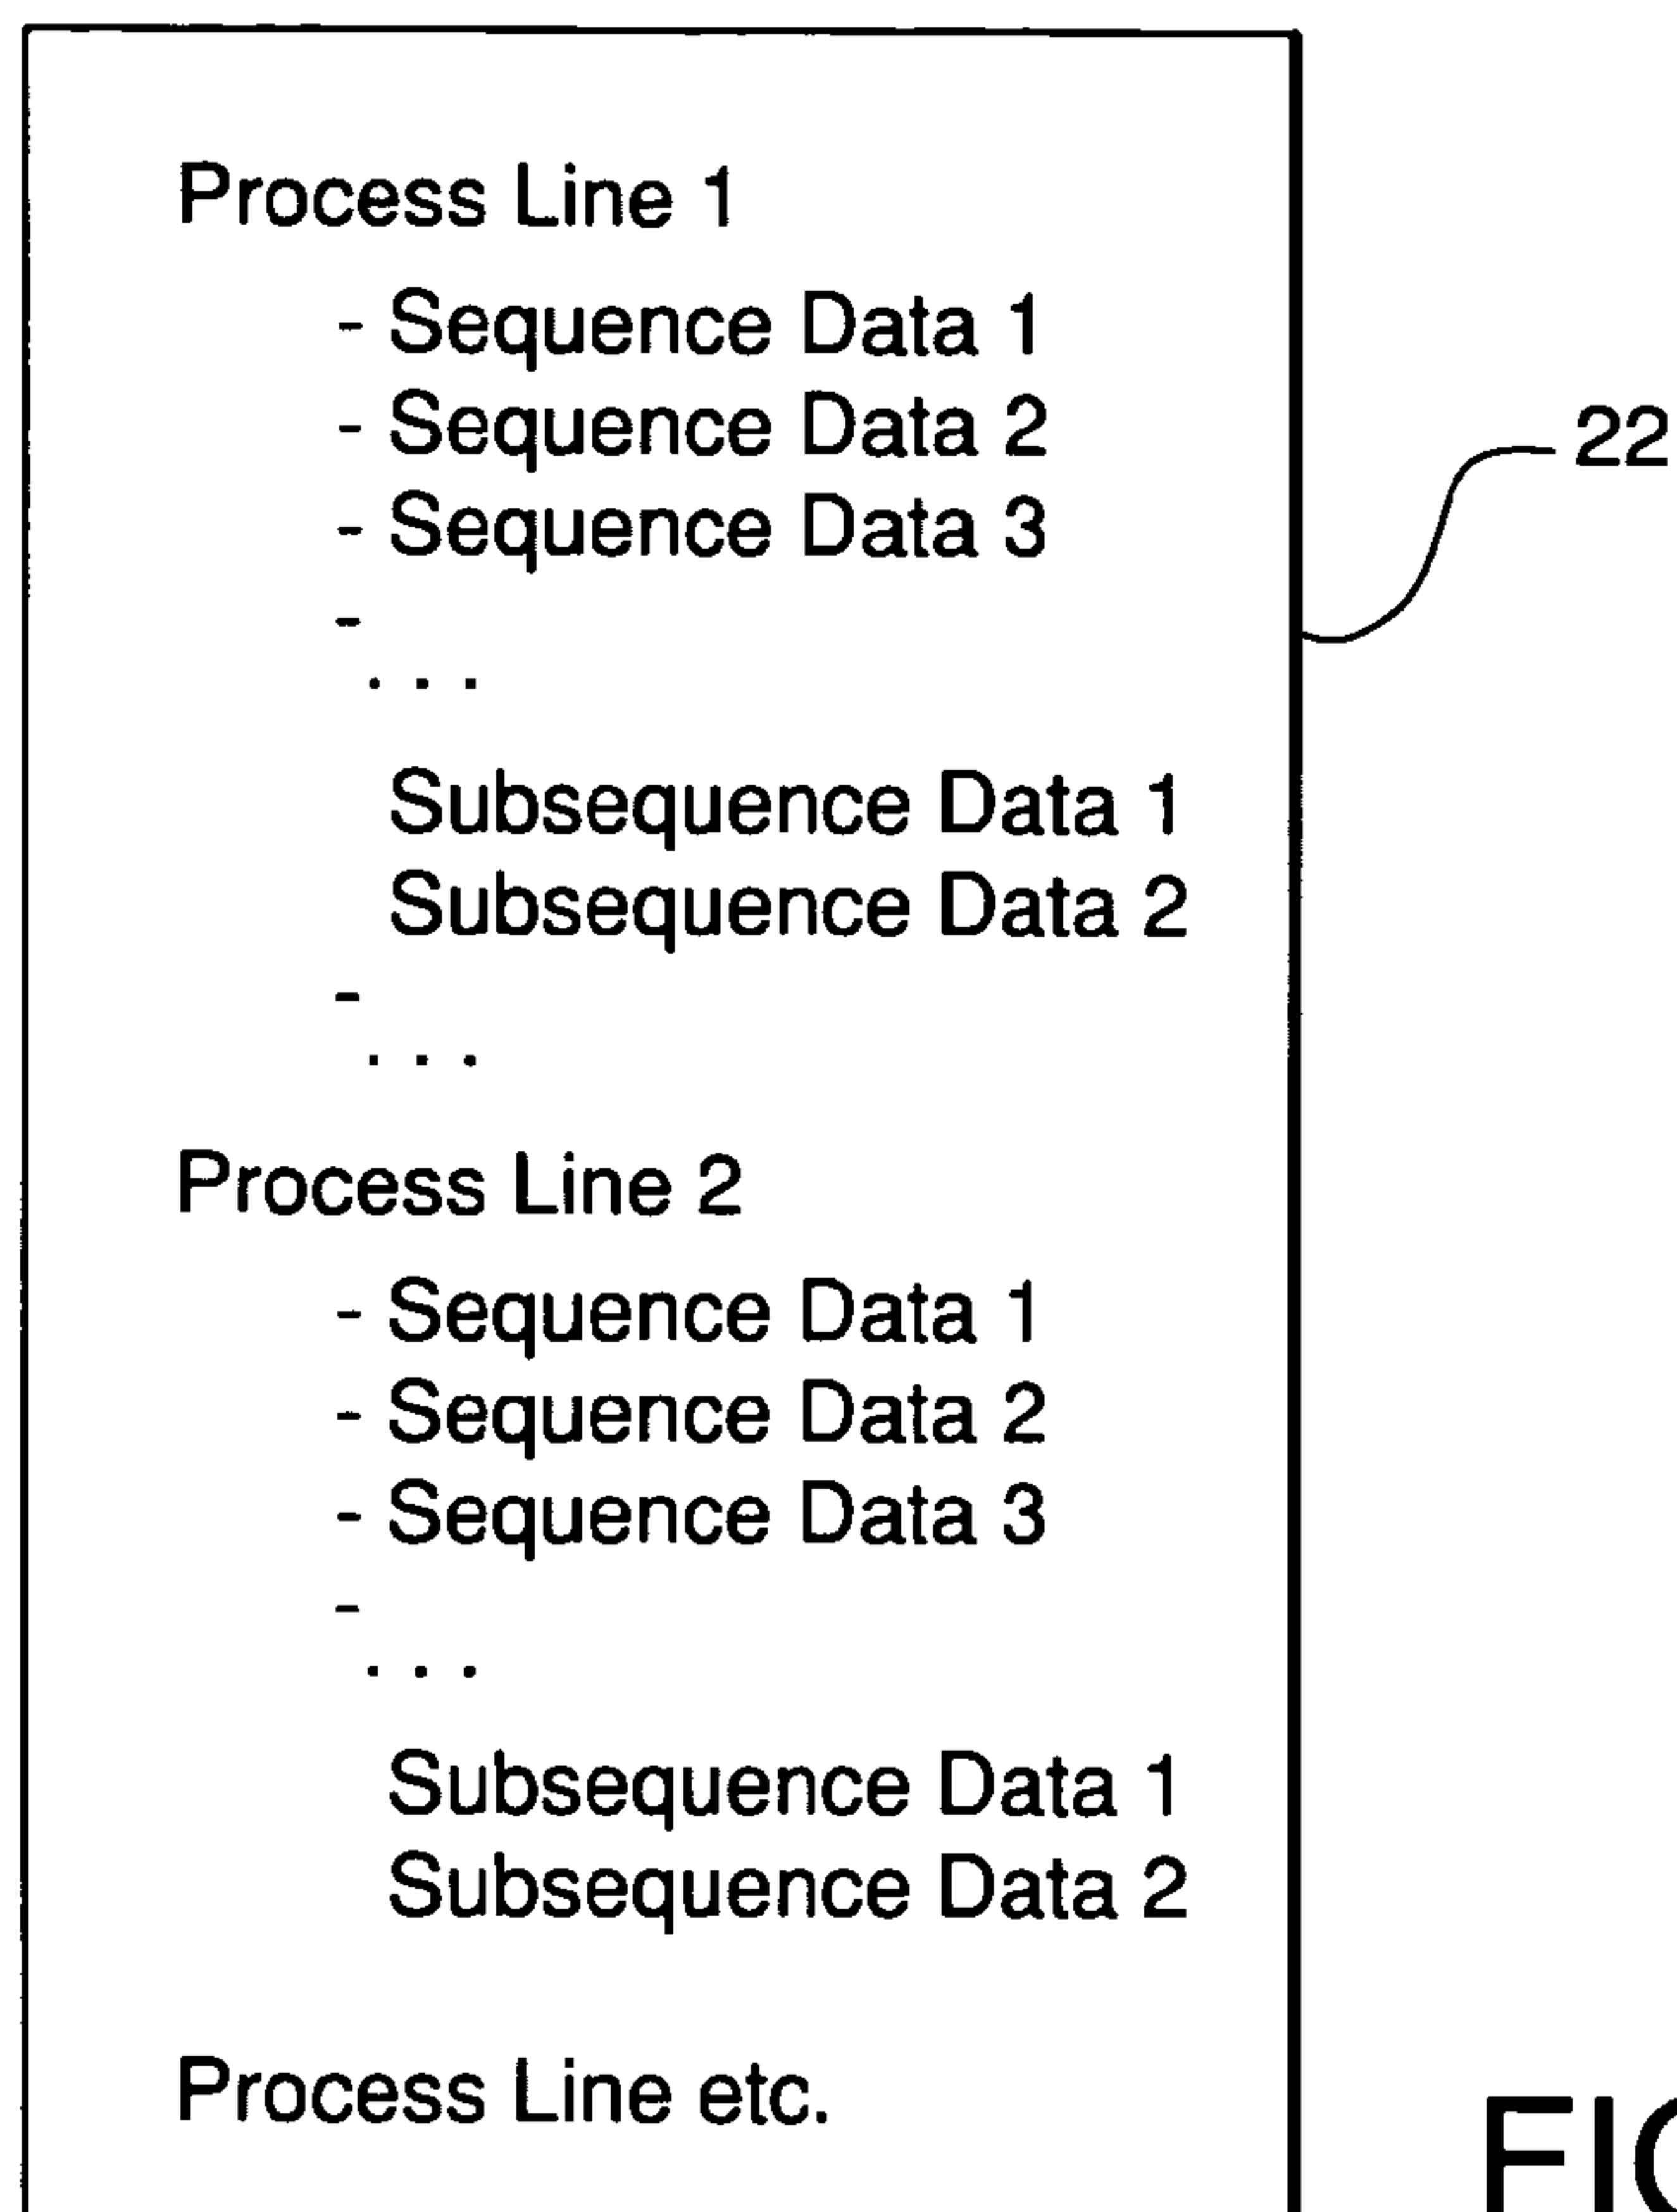 Process Line 1
- Sequence Data 1
- Sequence Data 2
- Sequence Data 3
-
. . .
Subsequence Data 1
Subsequence Data 2
-
. . .
Process Line 2
- Sequence Data 1
- Sequence Data 2
- Sequence Data 3
-
. . .
Subsequence Data 1
Subsequence Data 2
Process Line etc.
22